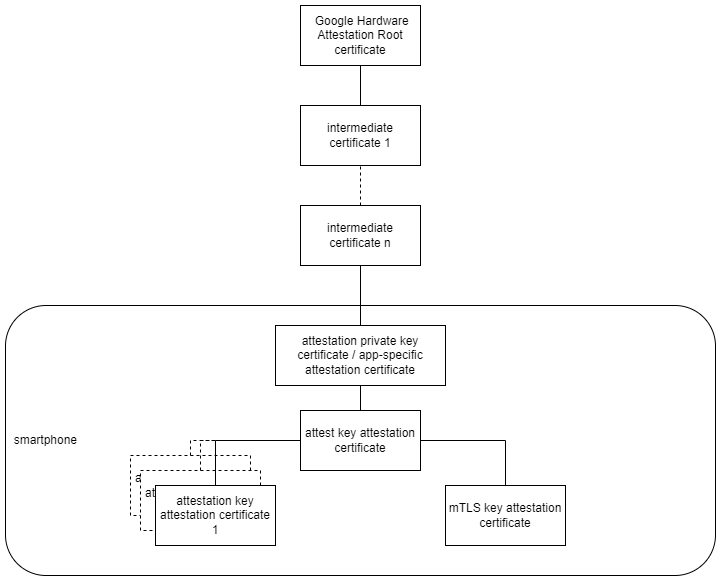 Google Hardware
Attestation Root
certificate
intermediate
certificate 1
intermediate
certificate n
attestation private key
certificate / app-specific
attestation certificate
smartphone
attest key attestation
certificate
a
at
attestation key
attestation certificate
1
mTLS key attestation
certificate